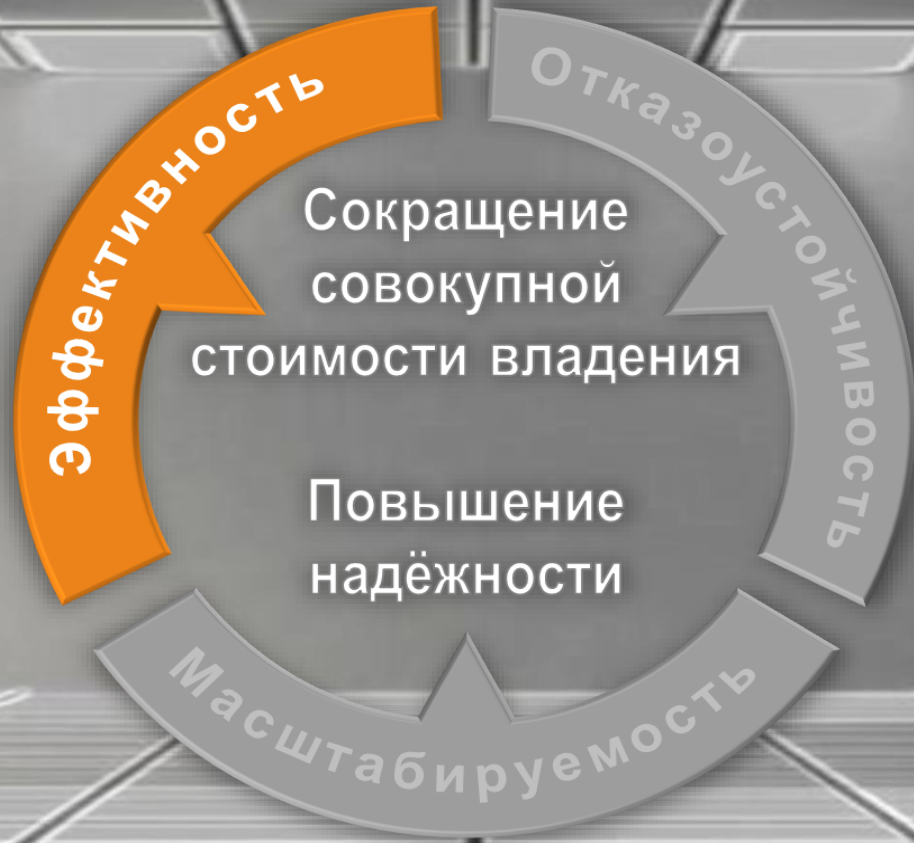 Эффективность
Отказоустойчивость
Сокращение
совокупной
стоимости владения
Повышение
надёжности
Масштабируемость